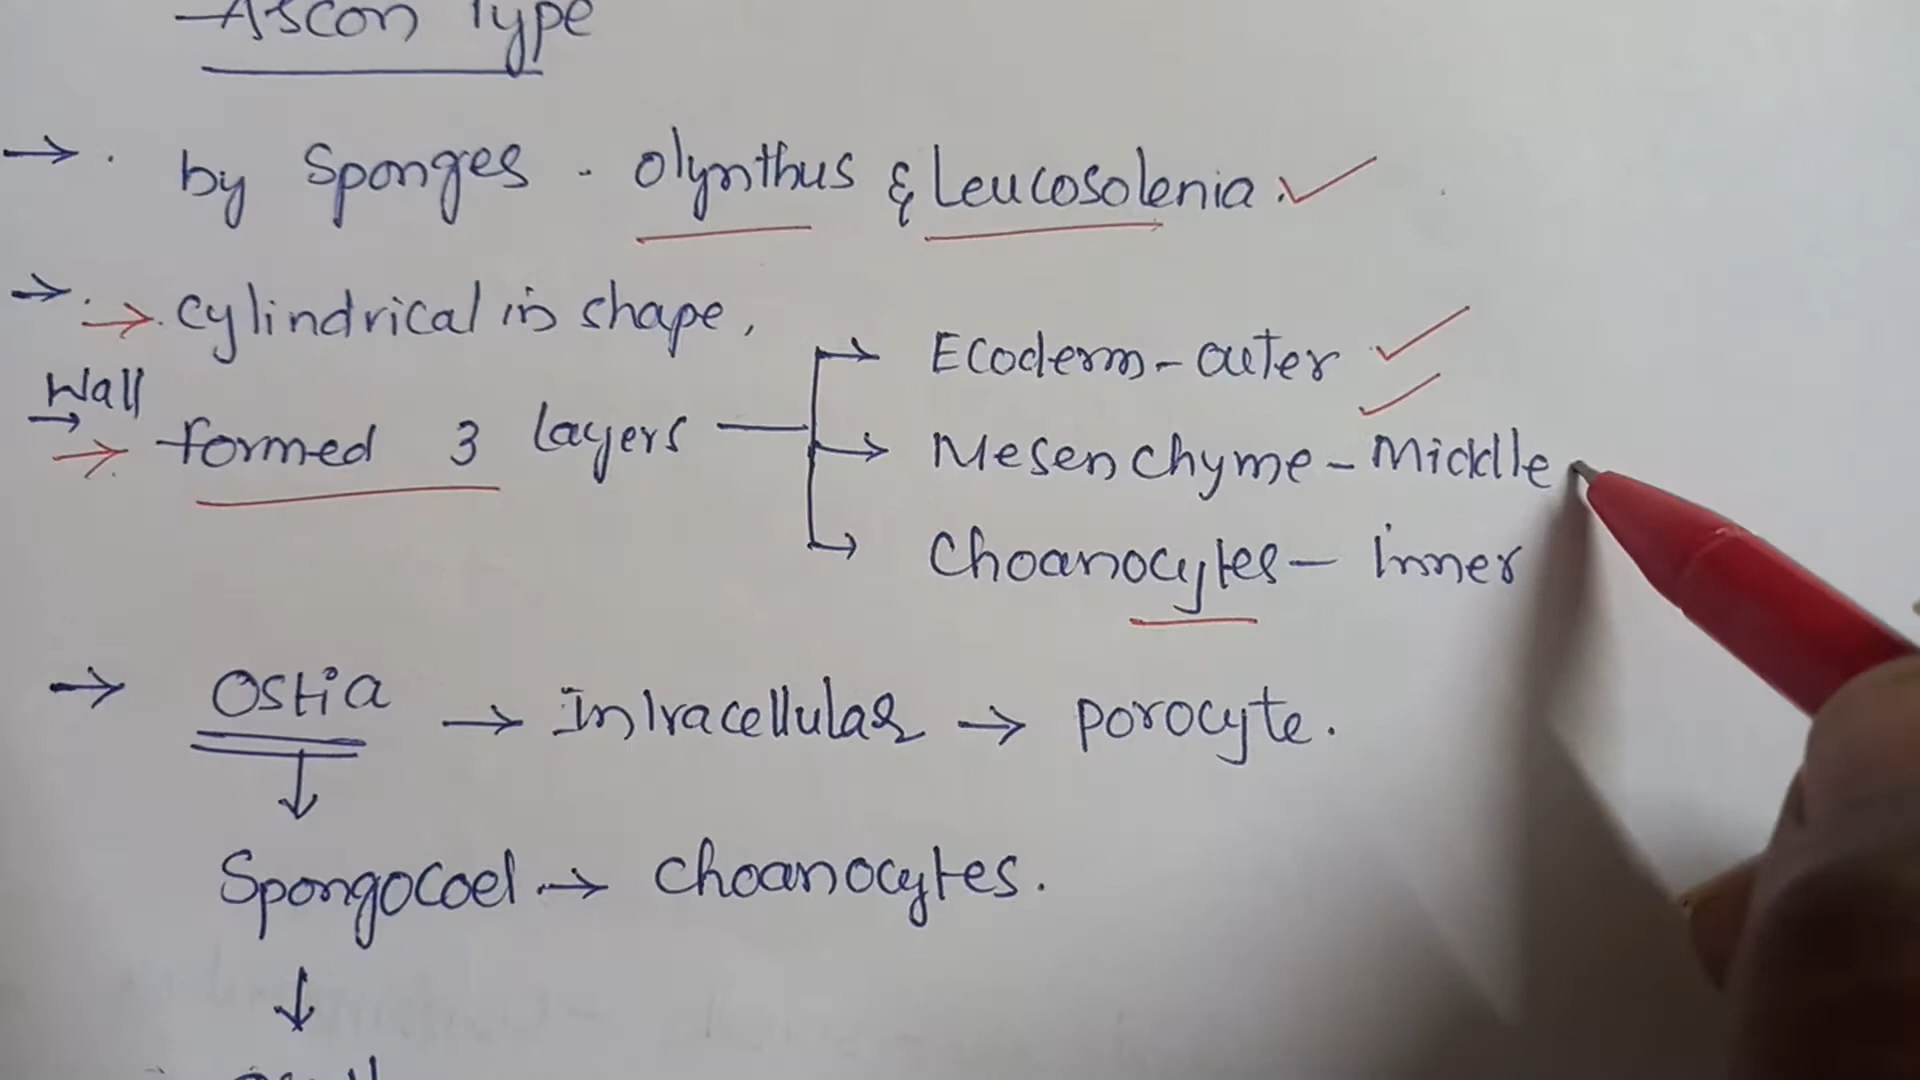 Ascon Type
→ . by Sponges - Olynthus & Leucosolenia.
→ . → cylindrical in shape,
Wall
→ → formed 3 layers → Ecoderm - outer
→ Mesenchyme - Middle
→ Choanocytes - inner
→ Ostia → Intracellular → porocyte.
↓
Spongocoel → Choanocytes.
↓